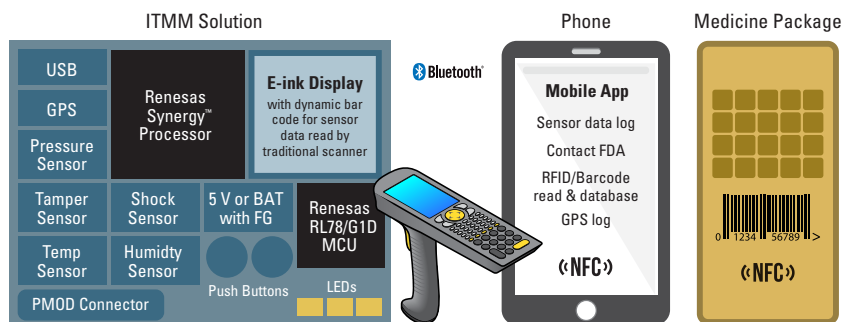 ITMM Solution
Phone
Medicine Package
USB
GPS
Pressure
Sensor
Renesas
Synergy™
Processor
E-ink Display
with dynamic bar
code for sensor
data read by
traditional scanner
Tamper
Sensor
Shock
Sensor
5 V or BAT
with FG
Renesas
RL78/G1D
MCU
Temp
Sensor
Humidty
Sensor
Push Buttons
LEDs
PMOD Connector
Bluetooth®
Mobile App
Sensor data log
Contact FDA
RFID/Barcode
read & database
GPS log
NFC
0 1234 56789 >
NFC